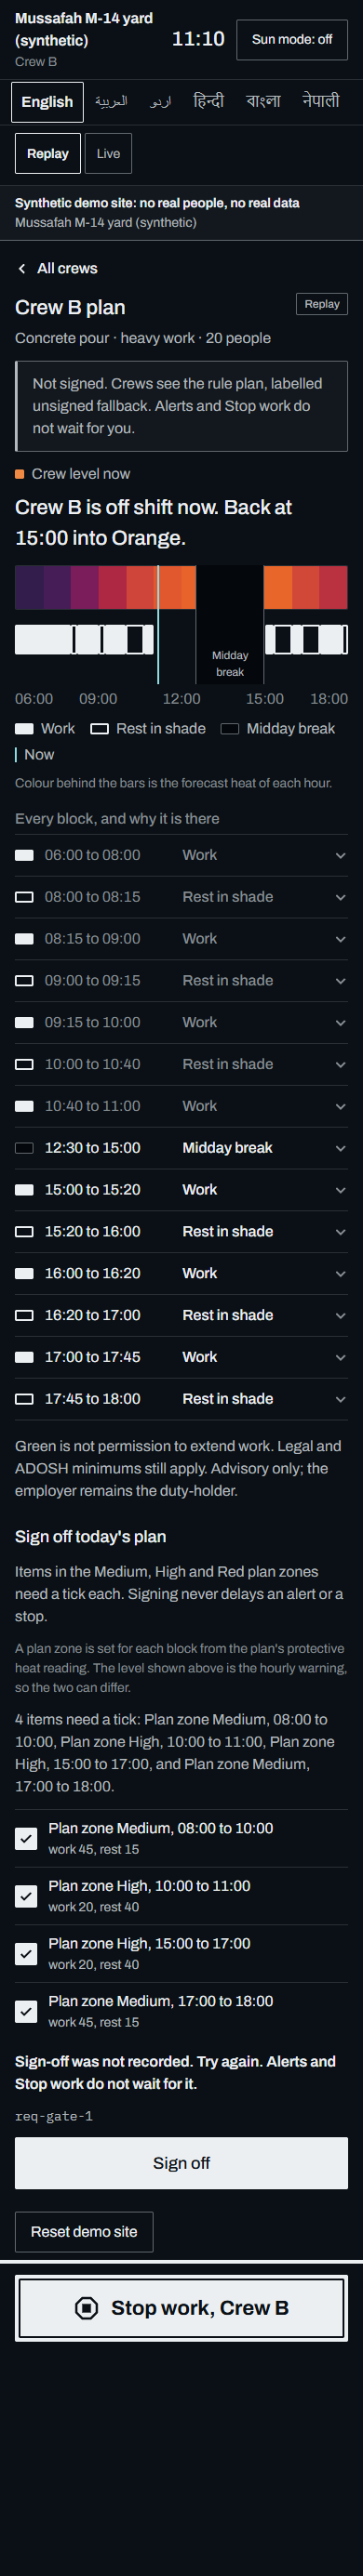 Mussafah M-14 yard
(synthetic)
Crew B
11:10
Sun mode: off
English
العربية
اردو
हिन्दी
বাংলা
नेपाली
Replay
Live
Synthetic demo site: no real people, no real data
Mussafah M-14 yard (synthetic)
All crews
Crew B plan
Replay
Concrete pour · heavy work · 20 people
Not signed. Crews see the rule plan, labelled
unsigned fallback. Alerts and Stop work do
not wait for you.
Crew level now
Crew B is off shift now. Back at
15:00 into Orange.
Midday
break
06:00 09:00 12:00 15:00 18:00
Work Rest in shade Midday break
Now
Colour behind the bars is the forecast heat of each hour.
Every block, and why it is there
06:00 to 08:00 Work
08:00 to 08:15 Rest in shade
08:15 to 09:00 Work
09:00 to 09:15 Rest in shade
09:15 to 10:00 Work
10:00 to 10:40 Rest in shade
10:40 to 11:00 Work
12:30 to 15:00 Midday break
15:00 to 15:20 Work
15:20 to 16:00 Rest in shade
16:00 to 16:20 Work
16:20 to 17:00 Rest in shade
17:00 to 17:45 Work
17:45 to 18:00 Rest in shade
Green is not permission to extend work. Legal and
ADOSH minimums still apply. Advisory only; the
employer remains the duty-holder.
Sign off today's plan
Items in the Medium, High and Red plan zones
need a tick each. Signing never delays an alert or a
stop.
A plan zone is set for each block from the plan's protective
heat reading. The level shown above is the hourly warning,
so the two can differ.
4 items need a tick: Plan zone Medium, 08:00 to
10:00, Plan zone High, 10:00 to 11:00, Plan zone
High, 15:00 to 17:00, and Plan zone Medium,
17:00 to 18:00.
Plan zone Medium, 08:00 to 10:00
work 45, rest 15
Plan zone High, 10:00 to 11:00
work 20, rest 40
Plan zone High, 15:00 to 17:00
work 20, rest 40
Plan zone Medium, 17:00 to 18:00
work 45, rest 15
Sign-off was not recorded. Try again. Alerts and
Stop work do not wait for it.
req-gate-1
Sign off
Reset demo site
Stop work, Crew B